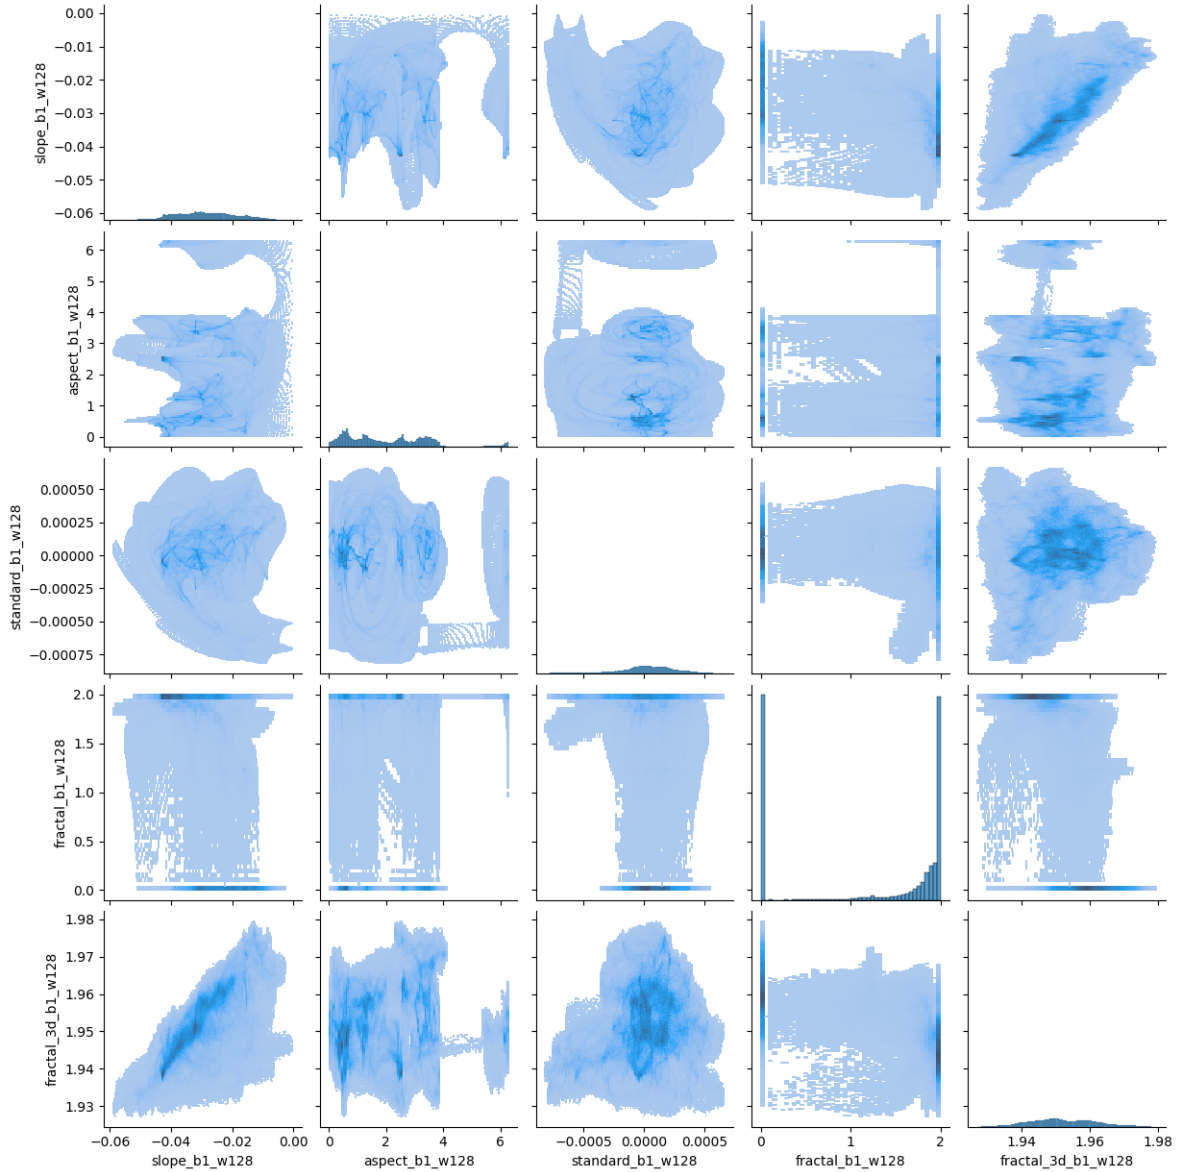 0.00
−0.01
−0.02
−0.03
−0.04
−0.05
−0.06
slope_b1_w128
6
5
4
3
2
1
0
aspect_b1_w128
0.00050
0.00025
0.00000
−0.00025
−0.00050
−0.00075
standard_b1_w128
2.0
1.5
1.0
0.5
0.0
fractal_b1_w128
1.98
1.97
1.96
1.95
1.94
1.93
fractal_3d_b1_w128
−0.06 −0.04 −0.02 0.00
slope_b1_w128
0 2 4 6
aspect_b1_w128
−0.0005 0.0000 0.0005
standard_b1_w128
0 1 2
fractal_b1_w128
1.94 1.96 1.98
fractal_3d_b1_w128